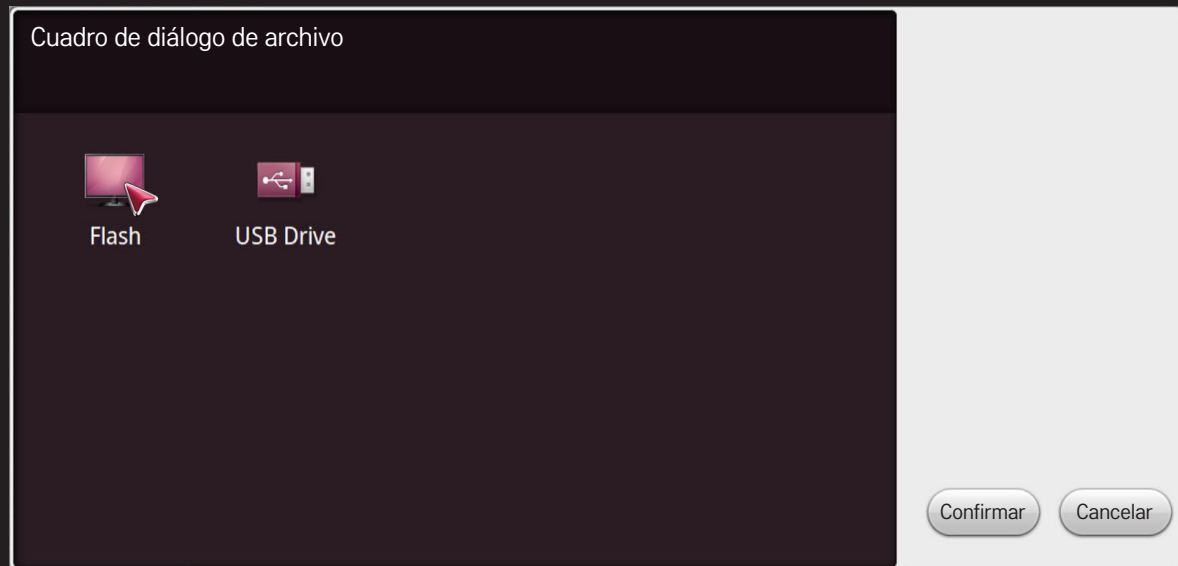 Cuadro de diálogo de archivo
Flash
USB Drive
Confirmar
Cancelar